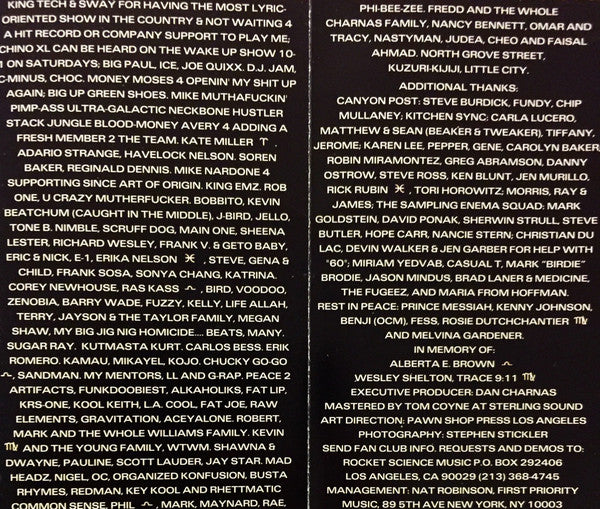 KING TECH & SWAY FOR HAVING THE MOST LYRIC-
ORIENTED SHOW IN THE COUNTRY & NOT WAITING 4
A HIT RECORD OR COMPANY SUPPORT TO PLAY ME;
CHINO XL CAN BE HEARD ON THE WAKE UP SHOW 10-
1 ON SATURDAYS; BIG PAUL, ICE, JOE QUIXX. D.J. JAM,
C-MINUS, CHOC. MONEY MOSES 4 OPENIN' MY SHIT UP
AGAIN; BIG UP GREEN SHOES. MIKE MUTHAFUCKIN'
PIMP-ASS ULTRA-GALACTIC NECKBONE HUSTLER
STACK JUNGLE BLOOD-MONEY AVERY 4 ADDING A
FRESH MEMBER 2 THE TEAM. KATE MILLER ♈,
ADARIO STRANGE, HAVELOCK NELSON. SOREN
BAKER, REGINALD DENNIS. MIKE NARDONE 4
SUPPORTING SINCE ART OF ORIGIN. KING EMZ. ROB
ONE, U CRAZY MUTHERFUCKER. BOBBITO, KEVIN
BEATCHUM (CAUGHT IN THE MIDDLE), J-BIRD, JELLO,
TONE B. NIMBLE, SCRUFF DOG, MAIN ONE, SHEENA
LESTER, RICHARD WESLEY, FRANK V. & GETO BABY,
ERIC & NICK, E-1, ERIKA NELSON ♓, STEVE, GENA &
CHILD, FRANK SOSA, SONYA CHANG, KATRINA.
COREY NEWHOUSE, RAS KASS ♎, BIRD, VOODOO,
ZENOBIA, BARRY WADE, FUZZY, KELLY, LIFE ALLAH,
TERRY, JAYSON & THE TAYLOR FAMILY, MEGAN
SHAW, MY BIG JIG NIG HOMICIDE.... BEATS, MANY.
SUGAR RAY. KUTMASTA KURT. CARLOS BESS. ERIK
ROMERO. KAMAU, MIKAYEL, KOJO. CHUCKY GO-GO
♎, SANDMAN. MY MENTORS, LL AND G-RAP. PEACE 2
ARTIFACTS, FUNKDOOBIEST, ALKAHOLIKS, FAT LIP,
KRS-ONE, KOOL KEITH, L.A. COOL, FAT JOE, RAW
ELEMENTS, GRAVITATION, ACEYALONE. ROBERT,
MARK AND THE WHOLE WILLIAMS FAMILY. KEVIN
♏ AND THE YOUNG FAMILY, WTWM. SHAWNA &
DWAYNE, PAULINE, SCOTT LAUDER, JAY STAR. MAD
HEADZ, NIGEL, OC, ORGANIZED KONFUSION, BUSTA
RHYMES, REDMAN, KEY KOOL AND RHETTMATIC
COMMON SENSE, PHIL ♎, MARK, MAYNARD, RAE,
PHI-BEE-ZEE. FREDD AND THE WHOLE
CHARNAS FAMILY, NANCY BENNETT, OMAR AND
TRACY, NASTYMAN, JUDEA, CHEO AND FAISAL
AHMAD. NORTH GROVE STREET,
KUZURI-KIJIJI, LITTLE CITY.
ADDITIONAL THANKS:
CANYON POST: STEVE BURDICK, FUNDY, CHIP
MULLANEY; KITCHEN SYNC: CARLA LUCERO,
MATTHEW & SEAN (BEAKER & TWEAKER), TIFFANY,
JEROME; KAREN LEE, PEPPER, GENE, CAROLYN BAKER,
ROBIN MIRAMONTEZ, GREG ABRAMSON, DANNY
OSTROW, STEVE ROSS, KEN BLUNT, JEN MURILLO,
RICK RUBIN ♓, TORI HOROWITZ; MORRIS, RAY &
JAMES; THE SAMPLING ENEMA SQUAD: MARK
GOLDSTEIN, DAVID PONAK, SHERWIN STRULL, STEVE
BUTLER, HOPE CARR, NANCIE STERN; CHRISTIAN DU
LAC, DEVIN WALKER & JEN GARBER FOR HELP WITH
"60"; MIRIAM YEDVAB, CASUAL T, MARK "BIRDIE"
BRODIE, JASON MINDUS, BRAD LANER & MEDICINE,
THE FUGEEZ, AND MARIA FROM HOFFMAN.
REST IN PEACE: PRINCE MESSIAH, KENNY JOHNSON,
BENJI (OCM), FESS, ROSIE DUTCHCHANTIER ♏
AND MELVINA GARDENER.
IN MEMORY OF:
ALBERTA E. BROWN ♎
WESLEY SHELTON, TRACE 9:11 ♏
EXECUTIVE PRODUCER: DAN CHARNAS
MASTERED BY TOM COYNE AT STERLING SOUND
ART DIRECTION: PAWN SHOP PRESS LOS ANGELES
PHOTOGRAPHY: STEPHEN STICKLER
SEND FAN CLUB INFO. REQUESTS AND DEMOS TO:
ROCKET SCIENCE MUSIC P.O. BOX 292406
LOS ANGELES, CA 90029 (213) 368-4745
MANAGEMENT: NAT ROBINSON, FIRST PRIORITY
MUSIC, 89 5TH AVE NEW YORK, NY 10003